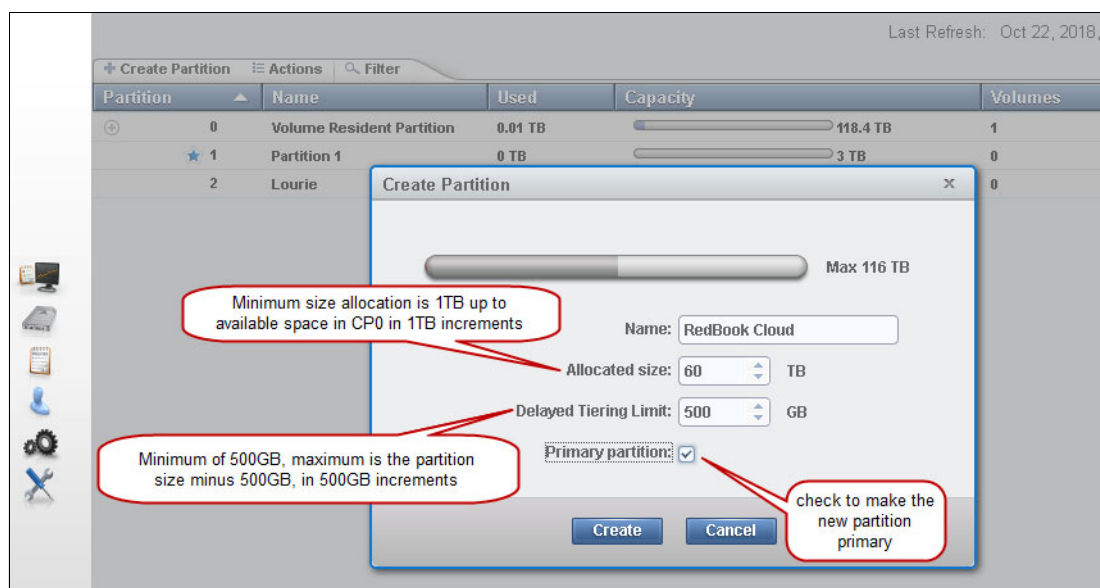 Last Refresh: Oct 22, 2018,
Create Partition Actions Filter
Partition Name Used Capacity Volumes
0 Volume Resident Partition 0.01 TB 118.4 TB 1
1 Partition 1 0 TB 3 TB 0
2 Lourie 0
Create Partition x
Max 116 TB
Minimum size allocation is 1TB up to
available space in CP0 in 1TB increments
Name: RedBook Cloud
Allocated size: 60 TB
Delayed Tiering Limit: 500 GB
Primary partition:
Minimum of 500GB, maximum is the partition
size minus 500GB, in 500GB increments
check to make the
new partition
primary
Create Cancel